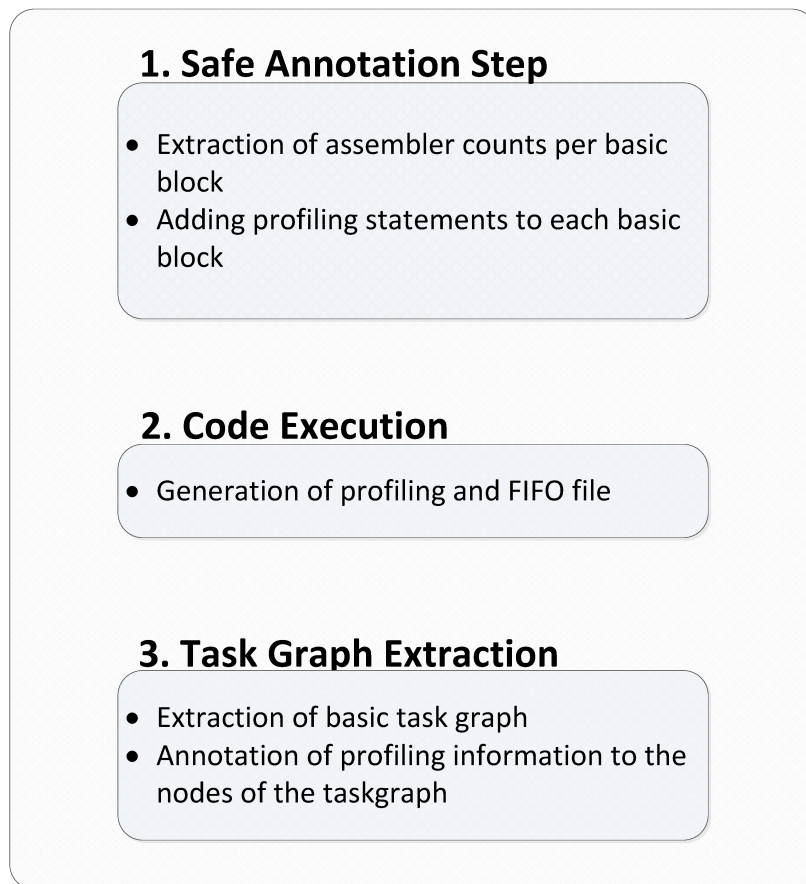 1. Safe Annotation Step
• Extraction of assembler counts per basic
block
• Adding profiling statements to each basic
block
2. Code Execution
• Generation of profiling and FIFO file
3. Task Graph Extraction
• Extraction of basic task graph
• Annotation of profiling information to the
nodes of the taskgraph